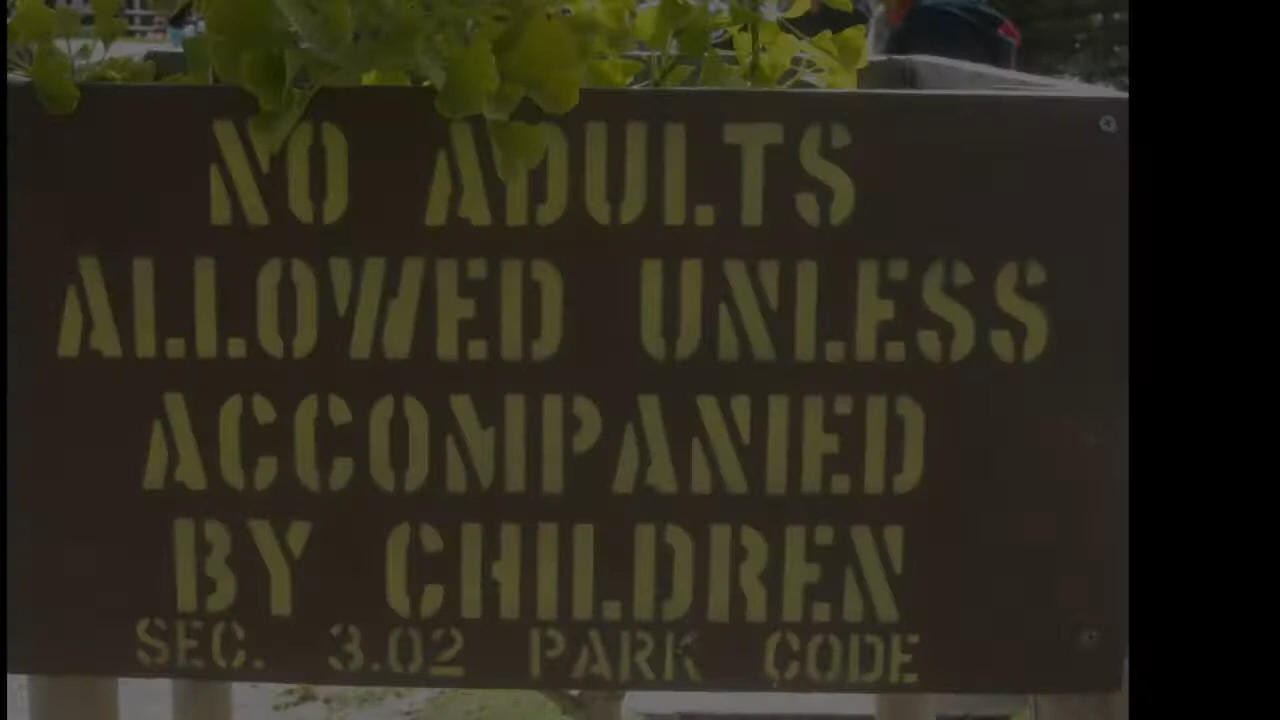 NO ADULTS
ALLOWED UNLESS
ACCOMPANIED
BY CHILDREN
SEC. 3.02 PARK CODE